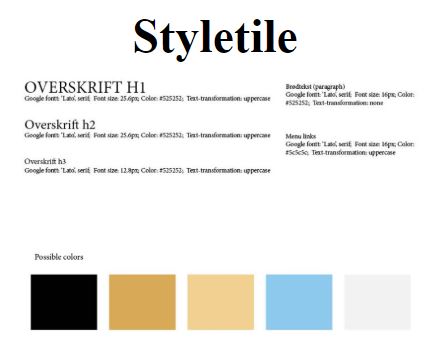 Styletile
OVERSKRIFT H1
Google fontt: 'Lato', serif; Font size: 25.6px; Color: #525252; Text-transformation: uppercase
Overskrift h2
Google fontt: 'Lato', serif; Font size: 25.6px; Color: #525252; Text-transformation: uppercase
Overskrift h3
Google fontt: 'Lato', serif; Font size: 12.8px; Color: #525252; Text-transformation: uppercase
Brødtekst (paragraph)
Google fontt: 'Lato', serif; Font size: 16px; Color:
#525252; Text-transformation: none
Menu links
Google fontt: 'Lato', serif; Font size: 16px; Color:
#5c5c5c; Text-transformation: uppercase
Possible colors